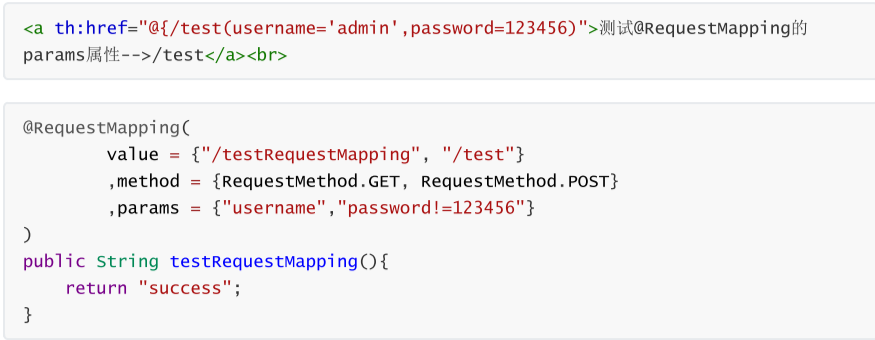 <a th:href="@{/test(username='admin',password=123456)">测试@RequestMapping的
params属性-->/test</a><br>
@RequestMapping(
        value = {"/testRequestMapping", "/test"}
        ,method = {RequestMethod.GET, RequestMethod.POST}
        ,params = {"username","password!=123456"}
)
public String testRequestMapping(){
    return "success";
}